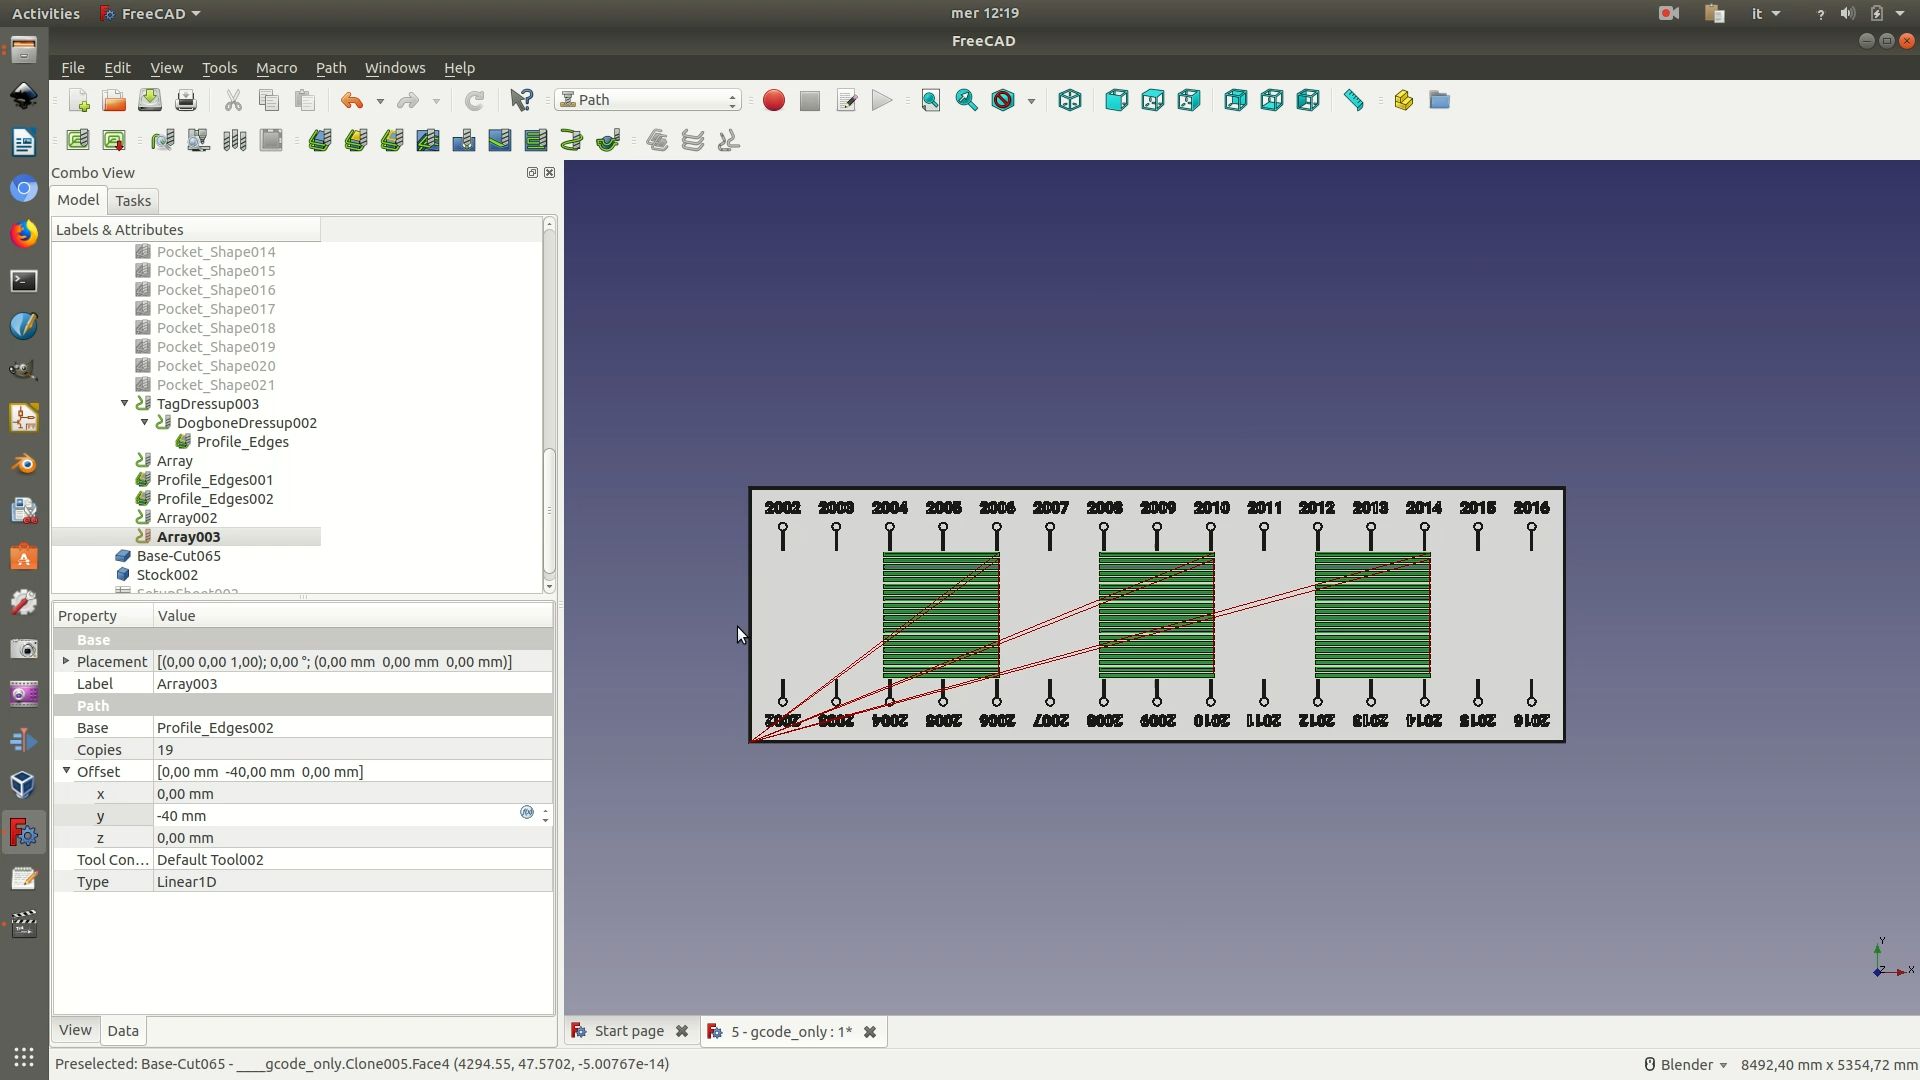 Activities FreeCAD mer 12:19 it ?
FreeCAD
File Edit View Tools Macro Path Windows Help
Path
Combo View
Model Tasks
Labels & Attributes
Pocket_Shape014
Pocket_Shape015
Pocket_Shape016
Pocket_Shape017
Pocket_Shape018
Pocket_Shape019
Pocket_Shape020
Pocket_Shape021
TagDressup003
DogboneDressup002
Profile_Edges
Array
Profile_Edges001
Profile_Edges002
Array002
Array003
Base-Cut065
Stock002
Property Value
Base
Placement [(0,00 0,00 1,00); 0,00 °; (0,00 mm 0,00 mm 0,00 mm)]
Label Array003
Path
Base Profile_Edges002
Copies 19
Offset [0,00 mm -40,00 mm 0,00 mm]
x 0,00 mm
y -40 mm
z 0,00 mm
Tool Con... Default Tool002
Type Linear1D
View Data
2002 2003 2004 2005 2006 2007 2008 2009 2010 2011 2012 2013 2014 2015 2016
2002 2003 2004 2005 2006 2007 2008 2009 2010 2011 2012 2013 2014 2015 2016
Y
Z X
Start page 5 - gcode_only : 1*
Preselected: Base-Cut065 - ____gcode_only.Clone005.Face4 (4294.55, 47.5702, -5.00767e-14) Blender 8492,40 mm x 5354,72 mm